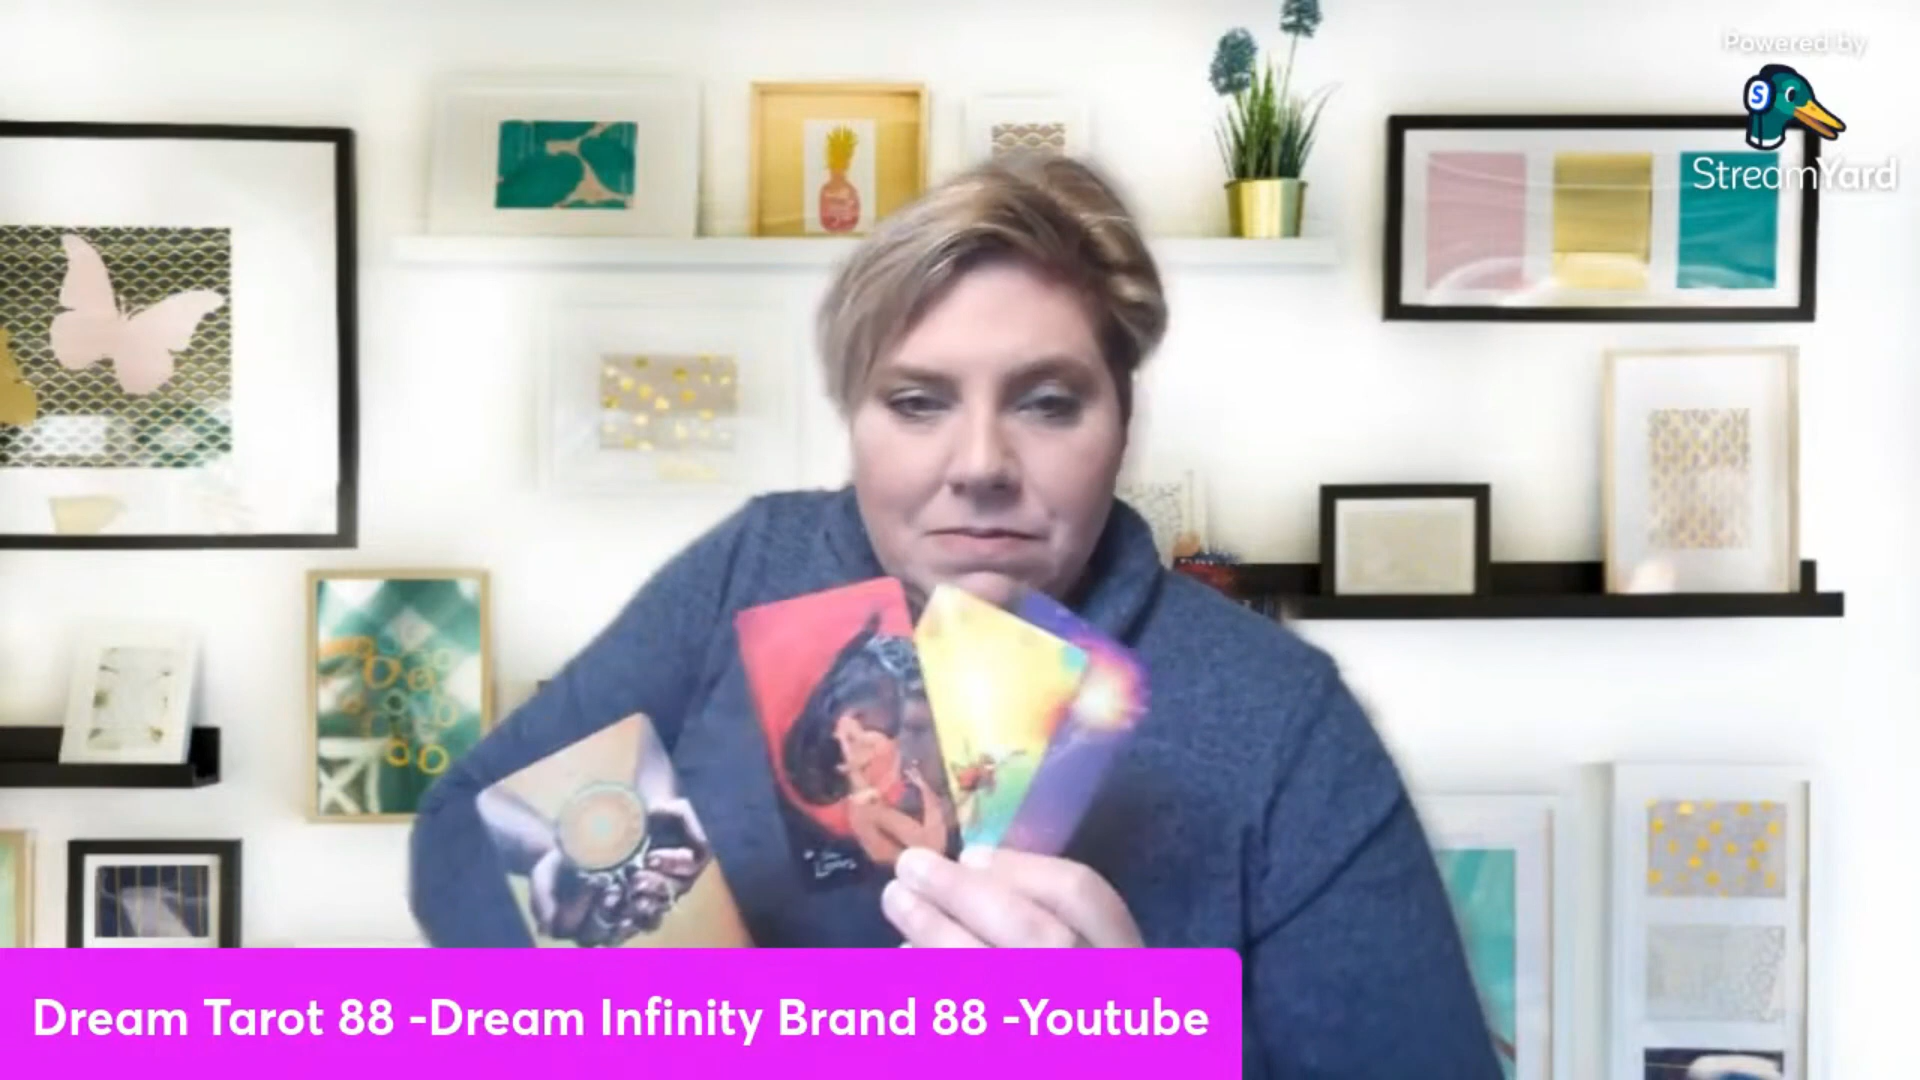 Powered by
S
StreamYard
Dream Tarot 88 -Dream Infinity Brand 88 -Youtube